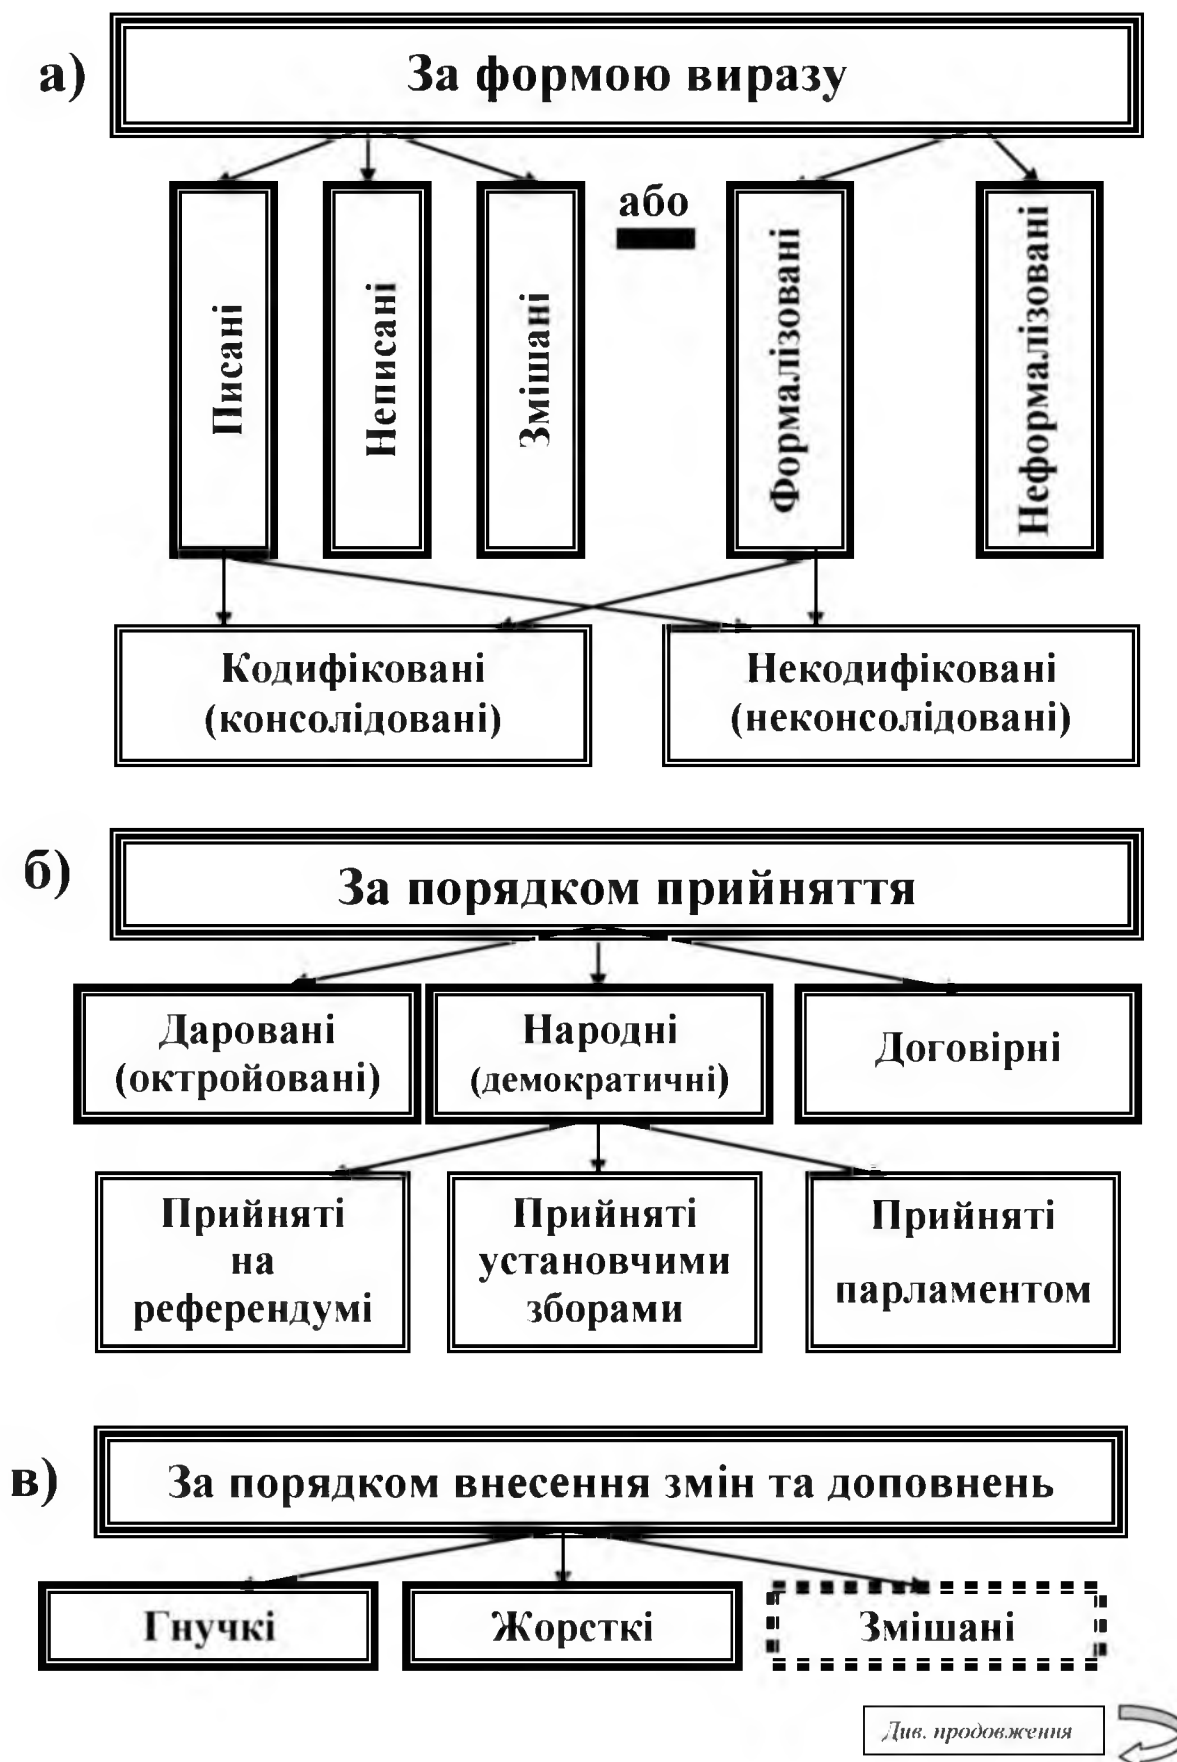 а)
За формою виразу
Писані
Неписані
Змішані
або
Формалізовані
Неформалізовані
Кодифіковані
(консолідовані)
Некодифіковані
(неконсолідовані)
б)
За порядком прийняття
Даровані
(октройовані)
Народні
(демократичні)
Договірні
Прийняті
на
референдумі
Прийняті
установчими
зборами
Прийняті
парламентом
в)
За порядком внесення змін та доповнень
Гнучкі
Жорсткі
Змішані
Див. продовження